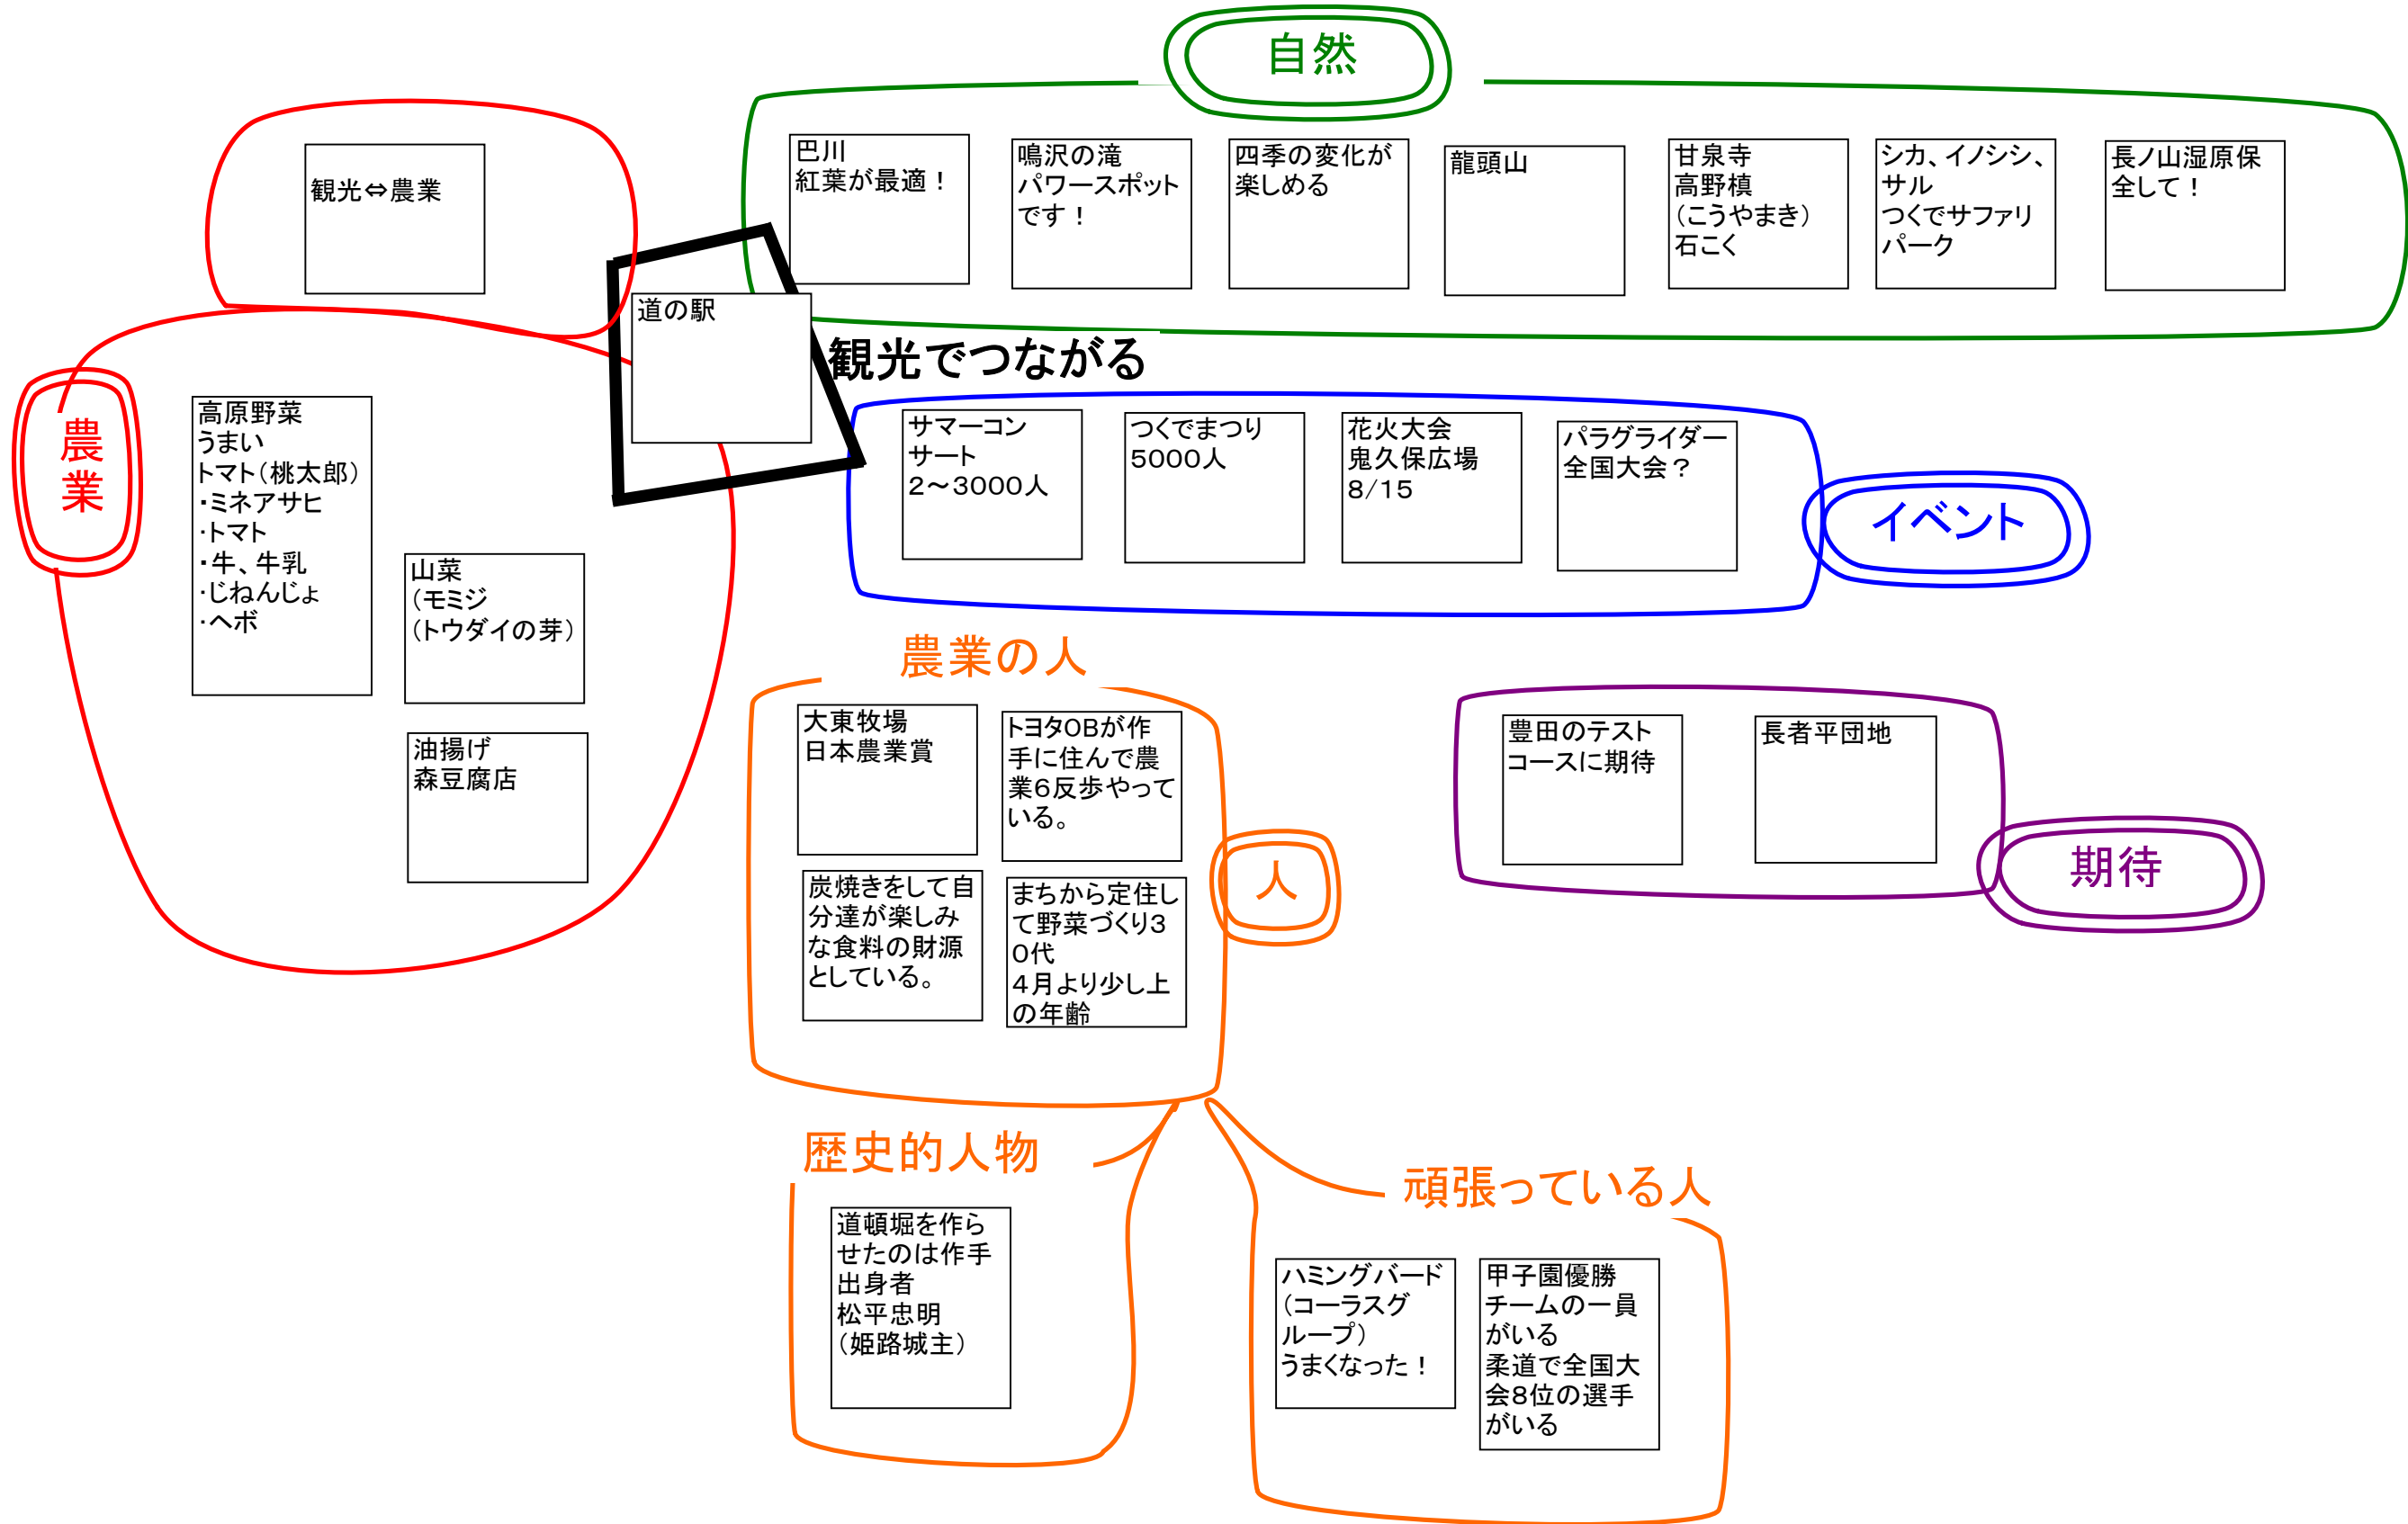 自然
観光⇔農業
巴川
紅葉が最適！
鳴沢の滝
パワースポット
です！
四季の変化が
楽しめる
龍頭山
甘泉寺
高野槙
（こうやまき）
石こく
シカ、イノシシ、
サル
つくでサファリ
パーク
長ノ山湿原保
全して！
道の駅
観光でつながる
農
業
高原野菜
うまい
トマト（桃太郎）
・ミネアサヒ
・トマト
・牛、牛乳
・じねんじょ
・ヘボ
山菜
（モミジ
（トウダイの芽）
油揚げ
森豆腐店
サマーコン
サート
２～３０００人
つくでまつり
５０００人
花火大会
鬼久保広場
８/１５
パラグライダー
全国大会？
イベント
農業の人
大東牧場
日本農業賞
トヨタOBが作
手に住んで農
業６反歩やって
いる。
炭焼きをして自
分達が楽しみ
な食料の財源
としている。
まちから定住し
て野菜づくり３
０代
４月より少し上
の年齢
人
豊田のテスト
コースに期待
長者平団地
期待
歴史的人物
道頓堀を作ら
せたのは作手
出身者
松平忠明
（姫路城主）
頑張っている人
ハミングバード
（コーラスグ
ループ）
うまくなった！
甲子園優勝
チームの一員
がいる
柔道で全国大
会８位の選手
がいる